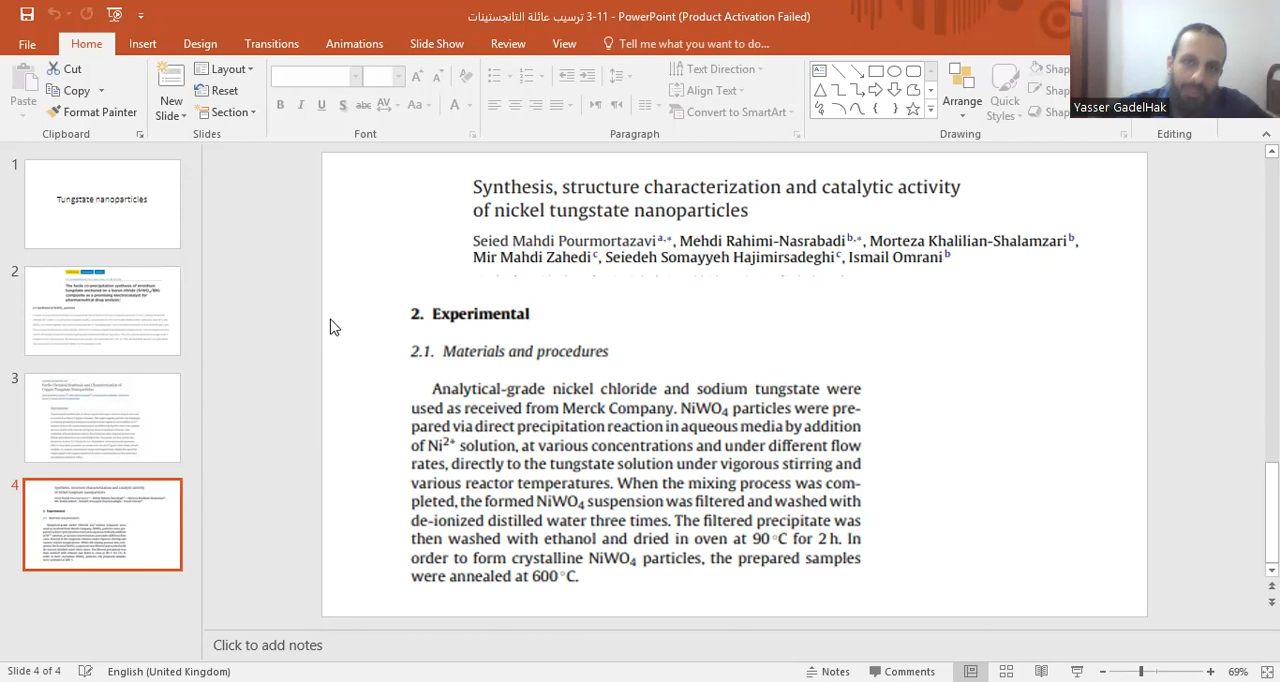 3-11 ترسيب عائلة التانجستينات - PowerPoint (Product Activation Failed)
File
Home
Insert
Design
Transitions
Animations
Slide Show
Review
View
Tell me what you want to do...
Paste
Cut
Copy
Format Painter
Clipboard
New
Slide
Layout
Reset
Section
Slides
Font
Text Direction
Align Text
Convert to SmartArt
Paragraph
Arrange
Quick
Styles
Drawing
Editing
Yasser GadelHak
1
Tungstate nanoparticles
2
3
4
Synthesis, structure characterization and catalytic activity
of nickel tungstate nanoparticles
Seied Mahdi Pourmortazavi a,*, Mehdi Rahimi-Nasrabadi b,*, Morteza Khalilian-Shalamzari b,
Mir Mahdi Zahedi c, Seiedeh Somayyeh Hajimirsadeghi c, Ismail Omrani b
2. Experimental
2.1. Materials and procedures
Analytical-grade nickel chloride and sodium tungstate were
used as received from Merck Company. NiWO4 particles were pre-
pared via direct precipitation reaction in aqueous media by addition
of Ni2+ solution, at various concentrations and under different flow
rates, directly to the tungstate solution under vigorous stirring and
various reactor temperatures. When the mixing process was com-
pleted, the formed NiWO4 suspension was filtered and washed with
de-ionized distilled water three times. The filtered precipitate was
then washed with ethanol and dried in oven at 90 °C for 2 h. In
order to form crystalline NiWO4 particles, the prepared samples
were annealed at 600 °C.
Click to add notes
Slide 4 of 4
English (United Kingdom)
Notes
Comments
69%